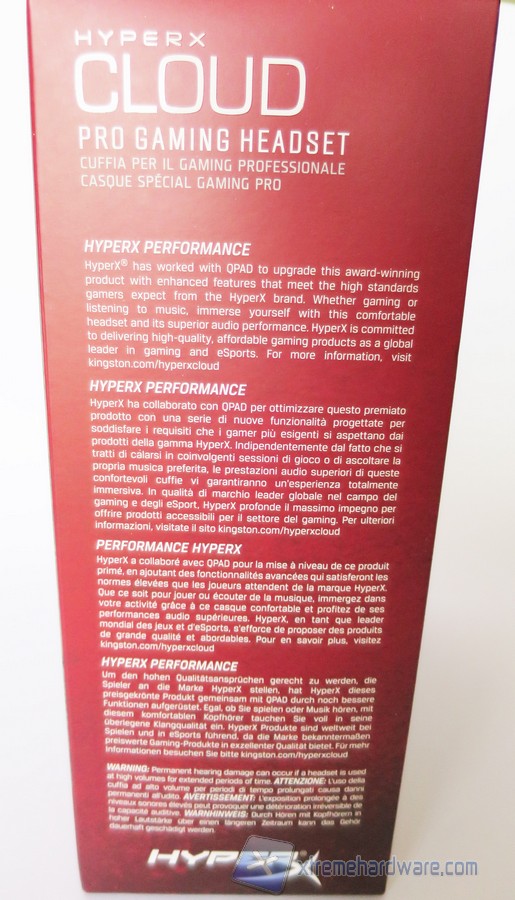 HYPERX
CLOUD
PRO GAMING HEADSET
CUFFIA PER IL GAMING PROFESSIONALE
CASQUE SPÉCIAL GAMING PRO
HYPERX PERFORMANCE
HyperX® has worked with QPAD to upgrade this award-winning
product with enhanced features that meet the high standards
gamers expect from the HyperX brand. Whether gaming or
listening to music, immerse yourself with this comfortable
headset and its superior audio performance. HyperX is committed
to delivering high-quality, affordable gaming products as a global
leader in gaming and eSports. For more information, visit
kingston.com/hyperxcloud
HYPERX PERFORMANCE
HyperX ha collaborato con QPAD per ottimizzare questo premiato
prodotto con una serie di nuove funzionalità progettate per
soddisfare i requisiti che i gamer più esigenti si aspettano dai
prodotti della gamma HyperX. Indipendentemente dal fatto che si
tratti di calarsi in coinvolgenti sessioni di gioco o di ascoltare la
propria musica preferita, le prestazioni audio superiori di queste
confortevoli cuffie vi garantiranno un'esperienza totalmente
immersiva. In qualità di marchio leader globale nel campo del
gaming e degli eSport, HyperX profonde il massimo impegno per
offrire prodotti accessibili per il settore del gaming. Per ulteriori
informazioni, visitate il sito kingston.com/hyperxcloud
PERFORMANCE HYPERX
HyperX a collaboré avec QPAD pour la mise à niveau de ce produit
primé, en ajoutant des fonctionnalités avancées qui satisferont les
normes élevées que les joueurs attendent de la marque HyperX.
Que ce soit pour jouer ou écouter de la musique, immergez dans
votre activité grâce à ce casque confortable et profitez de ses
performances audio supérieures. HyperX, en tant que leader
mondial des jeux et d'eSports, s'efforce de proposer des produits
de grande qualité et abordables. Pour en savoir plus, visitez
kingston.com/hyperxcloud
HYPERX PERFORMANCE
Um den hohen Qualitätsansprüchen gerecht zu werden, die
Spieler an die Marke HyperX stellen, hat HyperX dieses
preisgekrönte Produkt gemeinsam mit QPAD durch noch bessere
Funktionen aufgerüstet. Egal, ob Sie spielen oder Musik hören, mit
diesem komfortablen Kopfhörer tauchen Sie voll in seine
überlegene Klangqualität ein. HyperX Produkte sind weltweit bei
Spielen und in eSports führend, da die Marke bekanntermaßen
preiswerte Gaming-Produkte in exzellenter Qualität bietet. Für mehr
Informationen besuchen Sie bitte kingston.com/hyperxcloud
WARNING: Permanent hearing damage can occur if a headset is used
at high volumes for extended periods of time. ATTENZIONE: L'uso della
cuffia ad alto volume per periodi di tempo prolungati causa danni
permanenti all'udito. AVERTISSEMENT: L'exposition prolongée à des
niveaux sonores élevés peut provoquer une détérioration irréversible de
la capacité auditive. WARNHINWEIS: Durch Hören mit Kopfhörern in
hoher Lautstärke über einen längeren Zeitraum kann das Gehör
dauerhaft geschädigt werden.
HYPERX
xtremehardware.com